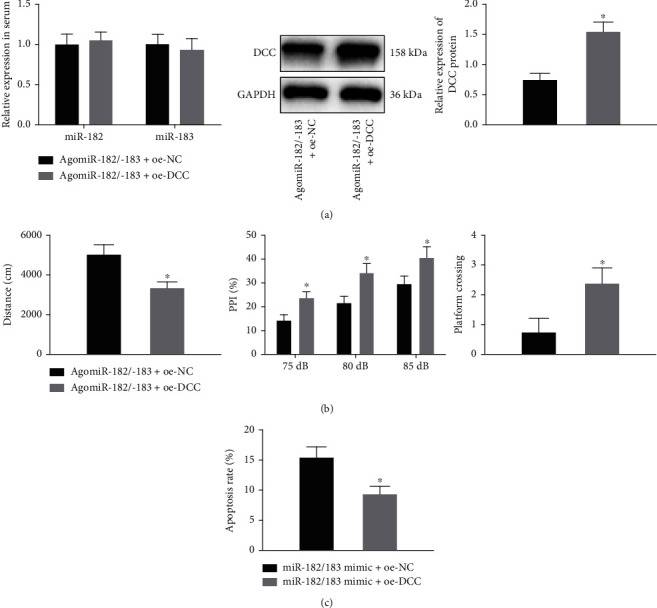 Relative expression in serum
1.5
1.0
0.5
0.0
miR-182 miR-183
AgomiR-182/-183 + oe-NC
AgomiR-182/-183 + oe-DCC
DCC 158 kDa
GAPDH 36 kDa
AgomiR-182/-183
+ oe-NC
AgomiR-182/-183
+ oe-DCC
Relative expression of
DCC protein
2.0
1.5
1.0
0.5
0.0
*
(a)
Distance (cm)
6000
4000
2000
0
*
AgomiR-182/-183 + oe-NC
AgomiR-182/-183 + oe-DCC
PPI (%)
50
40
30
20
10
0
* * *
75 dB 80 dB 85 dB
Platform crossing
4
3
2
1
0
*
(b)
Apoptosis rate (%)
20
15
10
5
0
*
miR-182/183 mimic + oe-NC
miR-182/183 mimic + oe-DCC
(c)